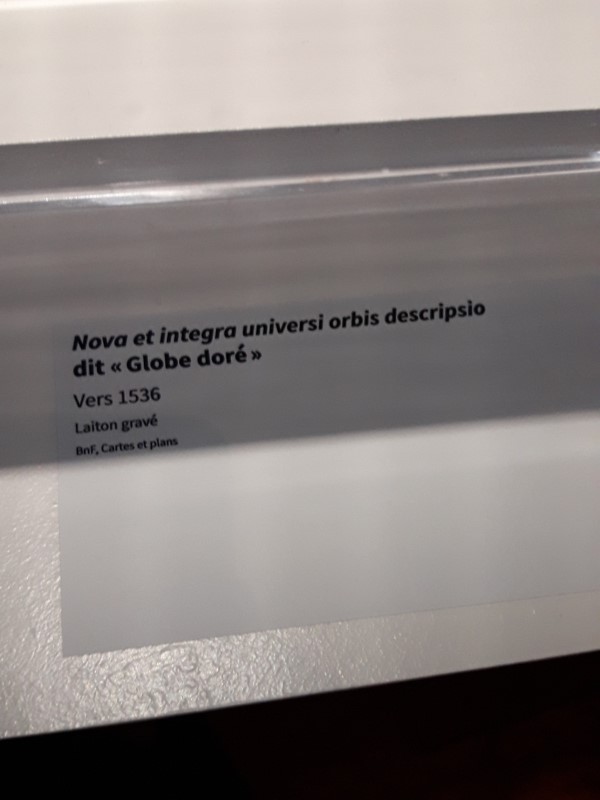 Nova et integra universi orbis descripsio
dit « Globe doré »
Vers 1536
Laiton gravé
BnF, Cartes et plans